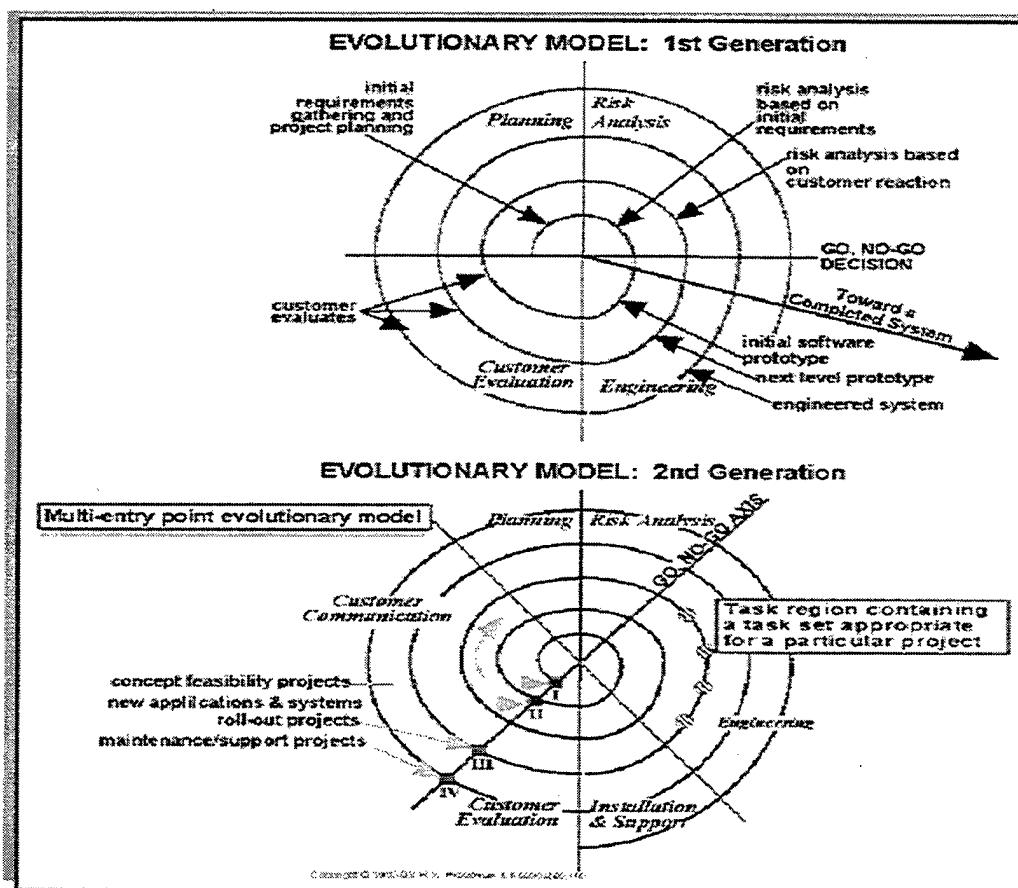 EVOLUTIONARY MODEL: 1st Generation
initial
requirements
gathering and
project planning
Planning
Risk
Analysis
risk analysis
based on
initial
requirements
risk analysis based
on
customer reaction
GO, NO-GO
DECISION
Toward a
Completed System
customer
evaluates
initial software
prototype
next level prototype
engineered system
Customer
Evaluation
Engineering
EVOLUTIONARY MODEL: 2nd Generation
Multi-entry point evolutionary model
Planning
Risk Analysis
GO, NO-GO AXIS
Customer
Communication
Task region containing
a task set appropriate
for a particular project
concept feasibility projects
new applications & systems
roll-out projects
maintenance/support projects
I
II
III
IV
Engineering
Customer
Evaluation
Installation
& Support